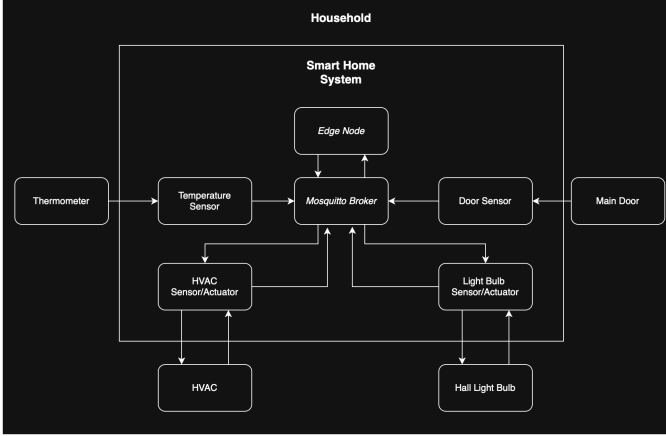 Household
Smart Home
System
Edge Node
Thermometer
Temperature
Sensor
Mosquitto Broker
Door Sensor
Main Door
HVAC
Sensor/Actuator
Light Bulb
Sensor/Actuator
HVAC
Hall Light Bulb